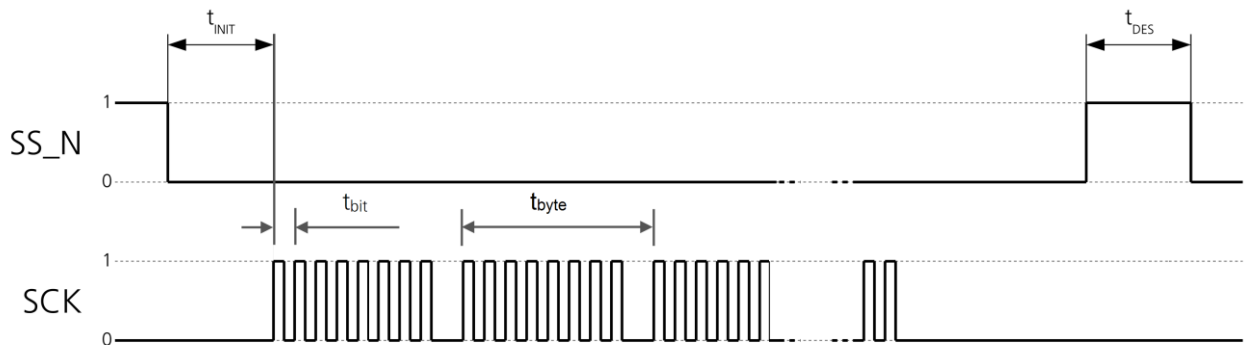 tINIT
tDES
1
SS_N
0
tbit
tbyte
1
SCK
0